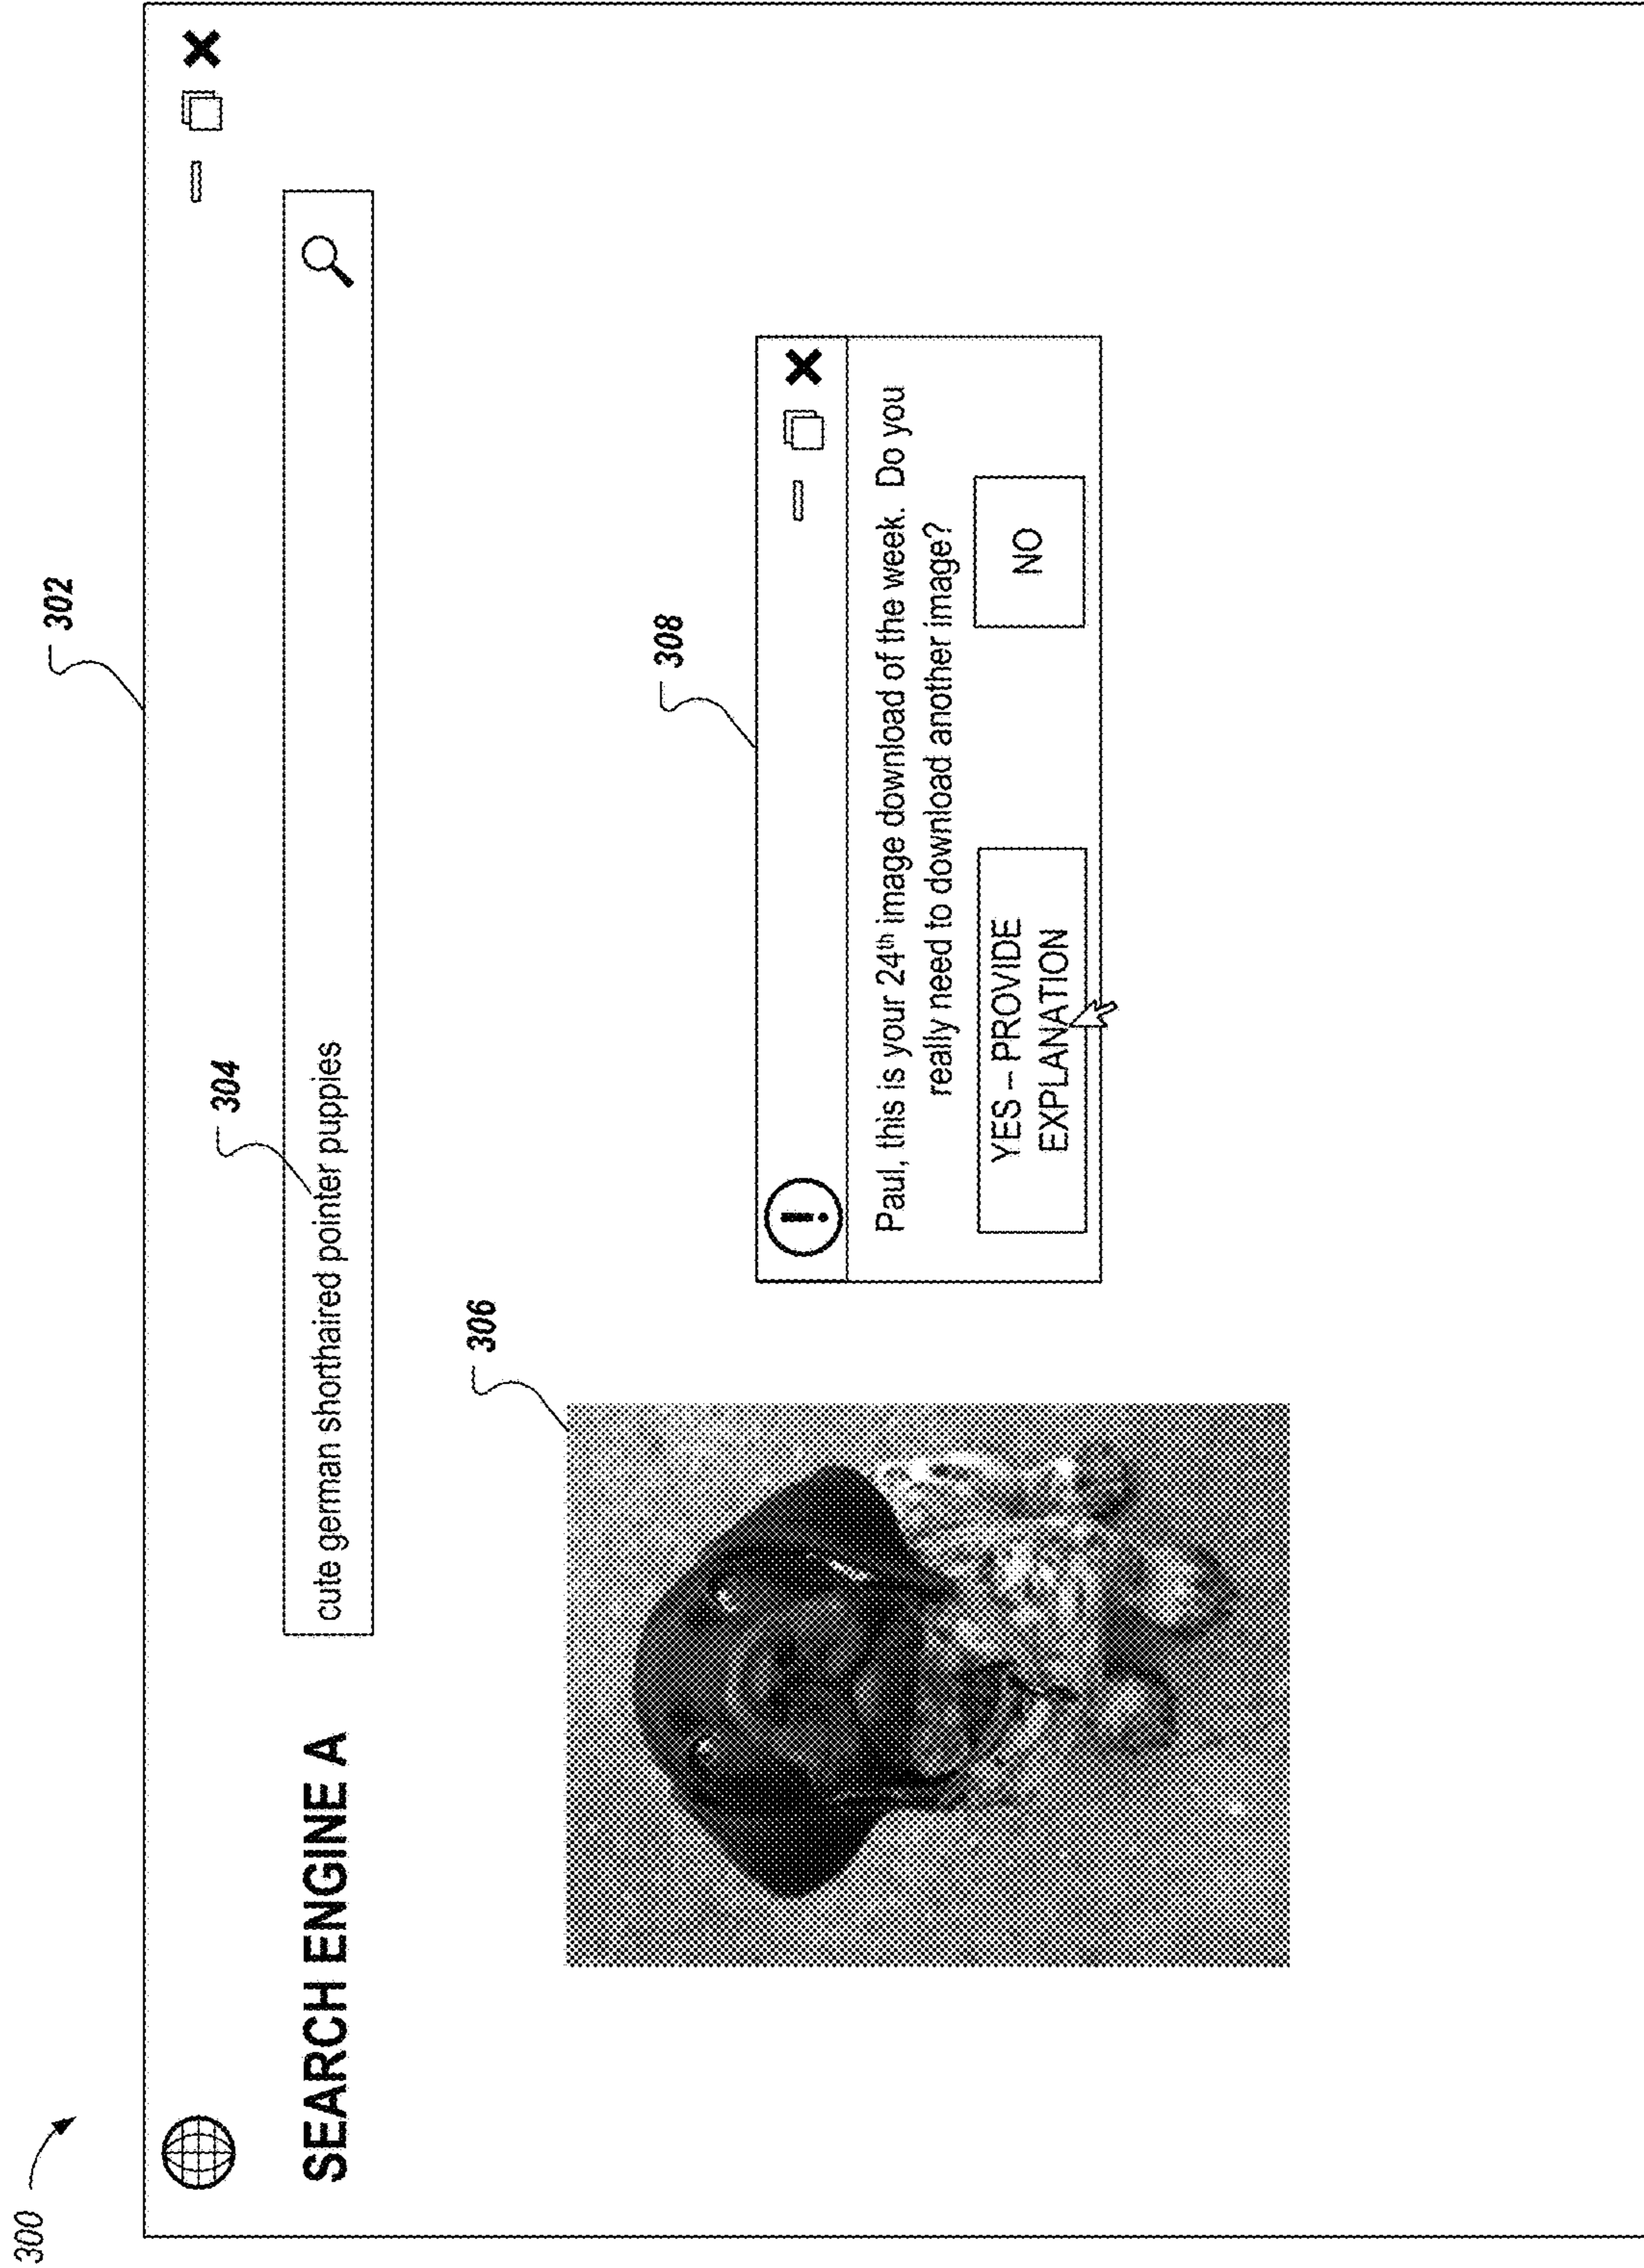 300
302
SEARCH ENGINE A
304
cute german shorthaired pointer puppies
306
308
Paul, this is your 24th image download of the week. Do you
really need to download another image?
YES – PROVIDE
EXPLANATION
NO